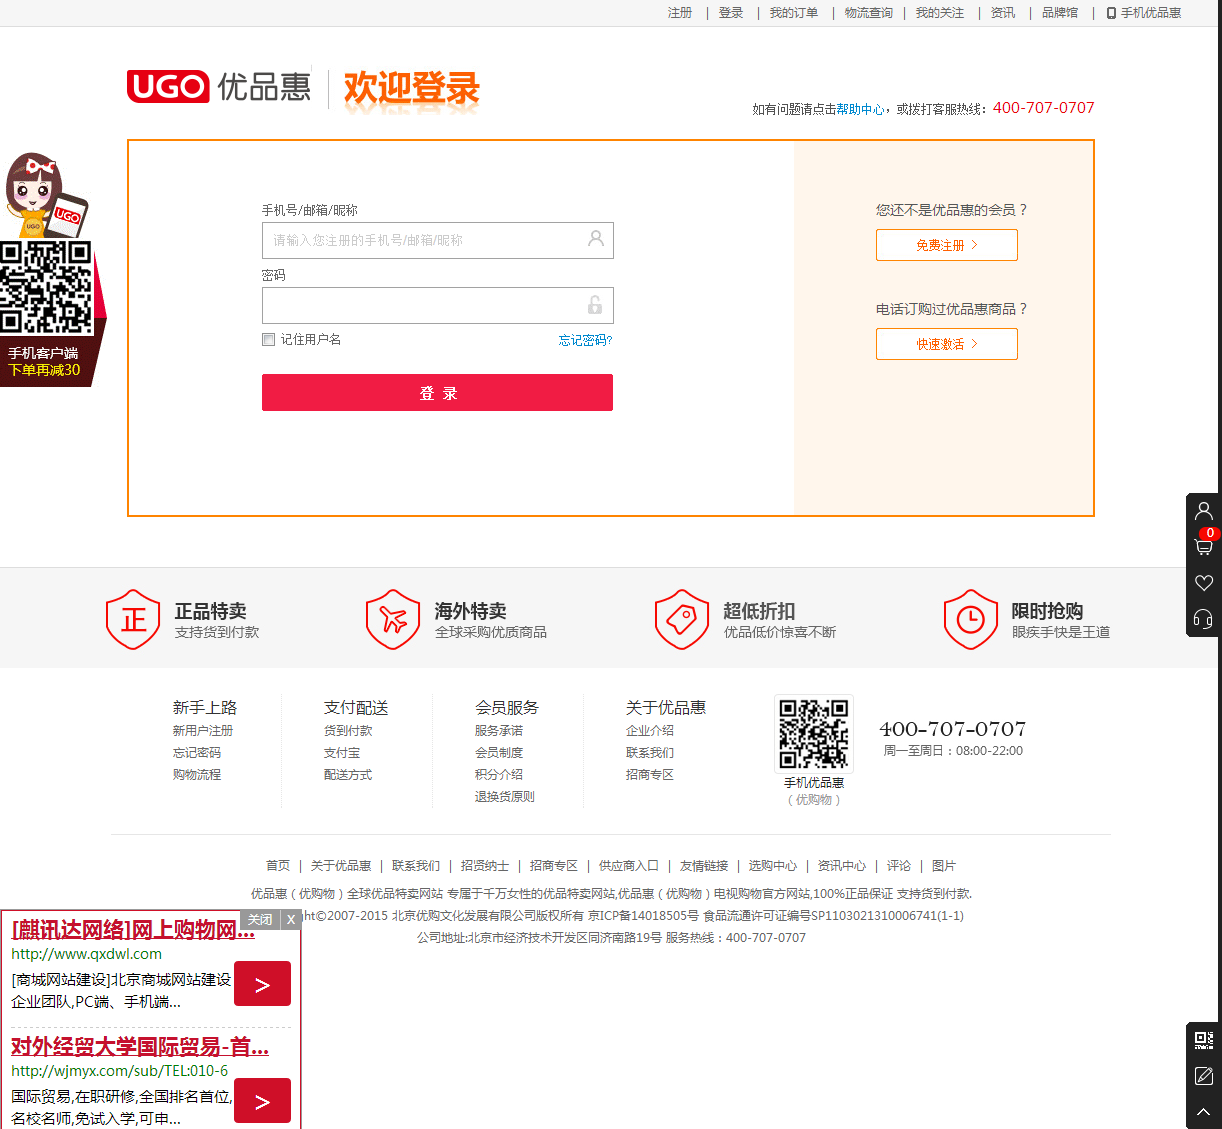 注册 | 登录 | 我的订单 | 物流查询 | 我的关注 | 资讯 | 品牌馆 | 手机优品惠
UGO 优品惠 欢迎登录
如有问题请点击帮助中心，或拨打客服热线：400-707-0707
UGO
UGO
手机客户端
下单再减30
手机号/邮箱/昵称
请输入您注册的手机号/邮箱/昵称
密码
记住用户名 忘记密码?
登 录
您还不是优品惠的会员？
免费注册 >
电话订购过优品惠商品？
快速激活 >
0
正
正品特卖
支持货到付款
海外特卖
全球采购优质商品
超低折扣
优品低价惊喜不断
限时抢购
眼疾手快是王道
新手上路
新用户注册
忘记密码
购物流程
支付配送
货到付款
支付宝
配送方式
会员服务
服务承诺
会员制度
积分介绍
退换货原则
关于优品惠
企业介绍
联系我们
招商专区
手机优品惠
（优购物）
400-707-0707
周一至周日：08:00-22:00
首页 | 关于优品惠 | 联系我们 | 招贤纳士 | 招商专区 | 供应商入口 | 友情链接 | 选购中心 | 资讯中心 | 评论 | 图片
优品惠（优购物）全球优品特卖网站 专属于千万女性的优品特卖网站,优品惠（优购物）电视购物官方网站,100%正品保证 支持货到付款.
ht©2007-2015 北京优购文化发展有限公司版权所有 京ICP备14018505号 食品流通许可证编号SP1103021310006741(1-1)
公司地址:北京市经济技术开发区同济南路19号 服务热线：400-707-0707
关闭 X
[麒讯达网络]网上购物网...
http://www.qxdwl.com
[商城网站建设]北京商城网站建设
企业团队,PC端、手机端...
>
对外经贸大学国际贸易-首...
http://wjmyx.com/sub/TEL:010-6
国际贸易,在职研修,全国排名首位,
名校名师,免试入学,可申...
>